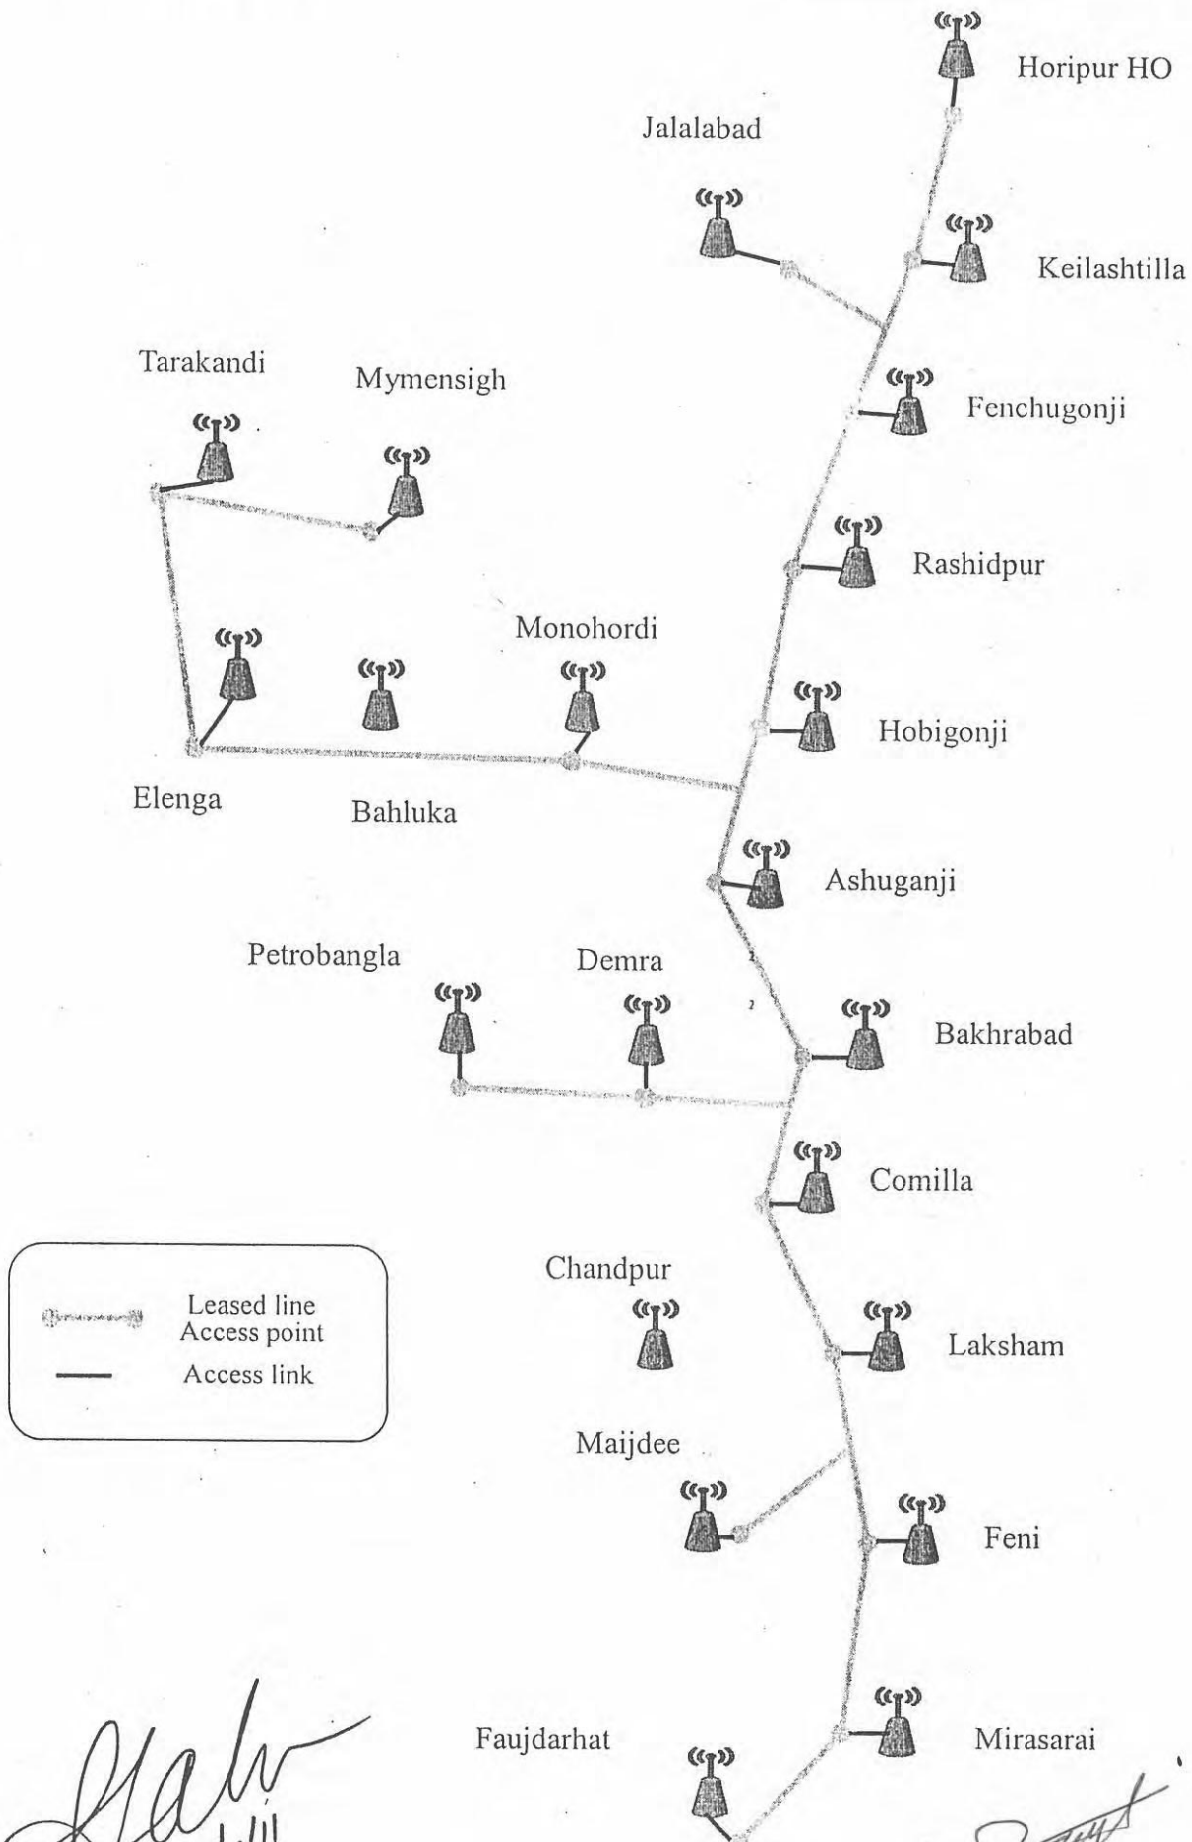 Horipur HO
Jalalabad
Keilashtilla
Tarakandi
Mymensigh
Fenchugonji
Rashidpur
Monohordi
Hobigonji
Elenga
Bahluka
Ashuganji
Petrobangla
Demra
Bakhrabad
Comilla
Chandpur
Leased line
Access point
Access link
Laksham
Maijdee
Feni
Faujdarhat
Mirasarai